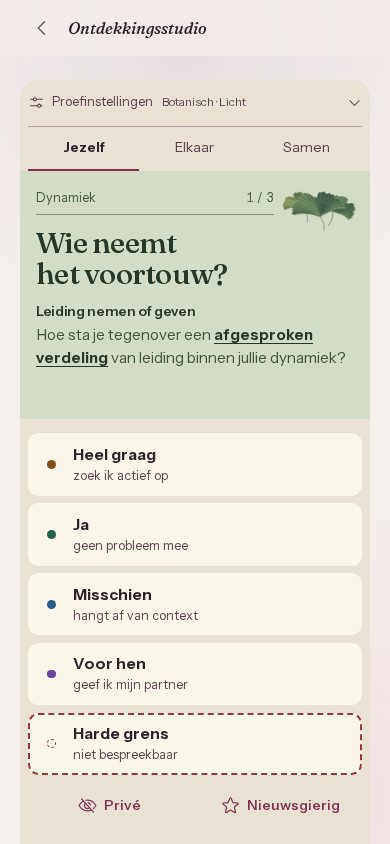 Ontdekkingsstudio
Proefinstellingen Botanisch · Licht
Jezelf Elkaar Samen
Dynamiek 1 / 3
Wie neemt
het voortouw?
Leiding nemen of geven
Hoe sta je tegenover een afgesproken
verdeling van leiding binnen jullie dynamiek?
Heel graag
zoek ik actief op
Ja
geen probleem mee
Misschien
hangt af van context
Voor hen
geef ik mijn partner
Harde grens
niet bespreekbaar
Privé Nieuwsgierig